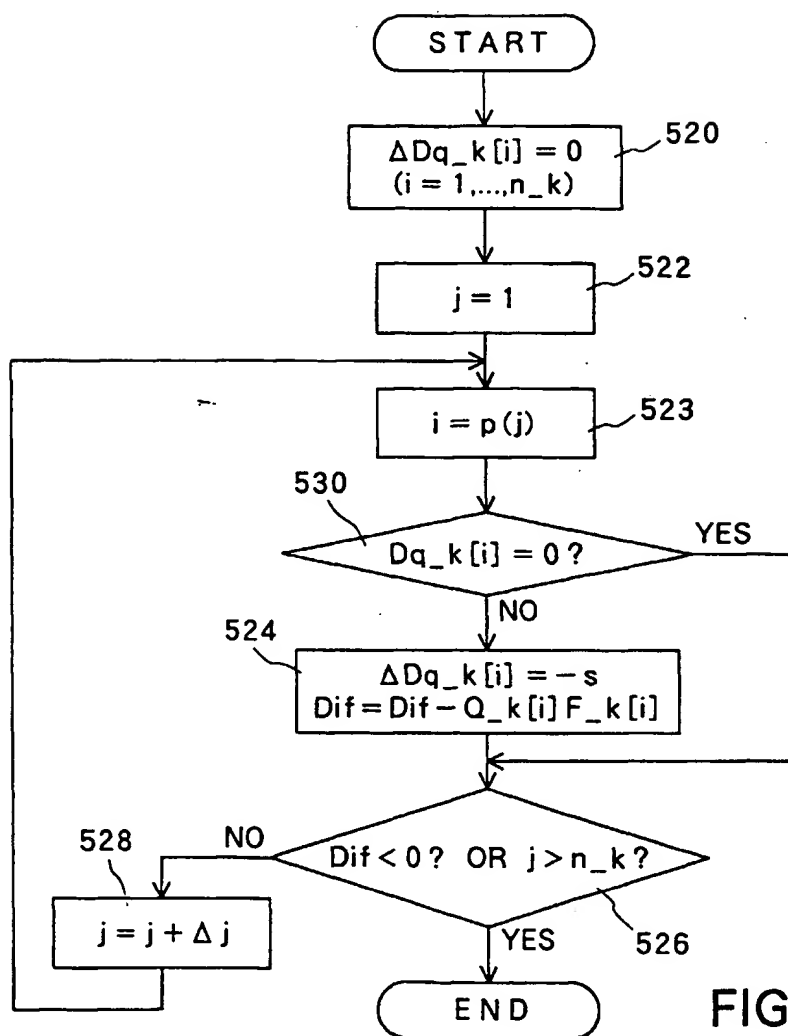 START
ΔDq_k[i] = 0
(i = 1,...,n_k)
520
j = 1
522
i = p(j)
523
530
Dq_k[i] = 0?
YES
NO
524
ΔDq_k[i] = -s
Dif = Dif - Q_k[i] F_k[i]
NO
528
Dif < 0? OR j > n_k?
526
j = j + Δj
YES
END
FIG